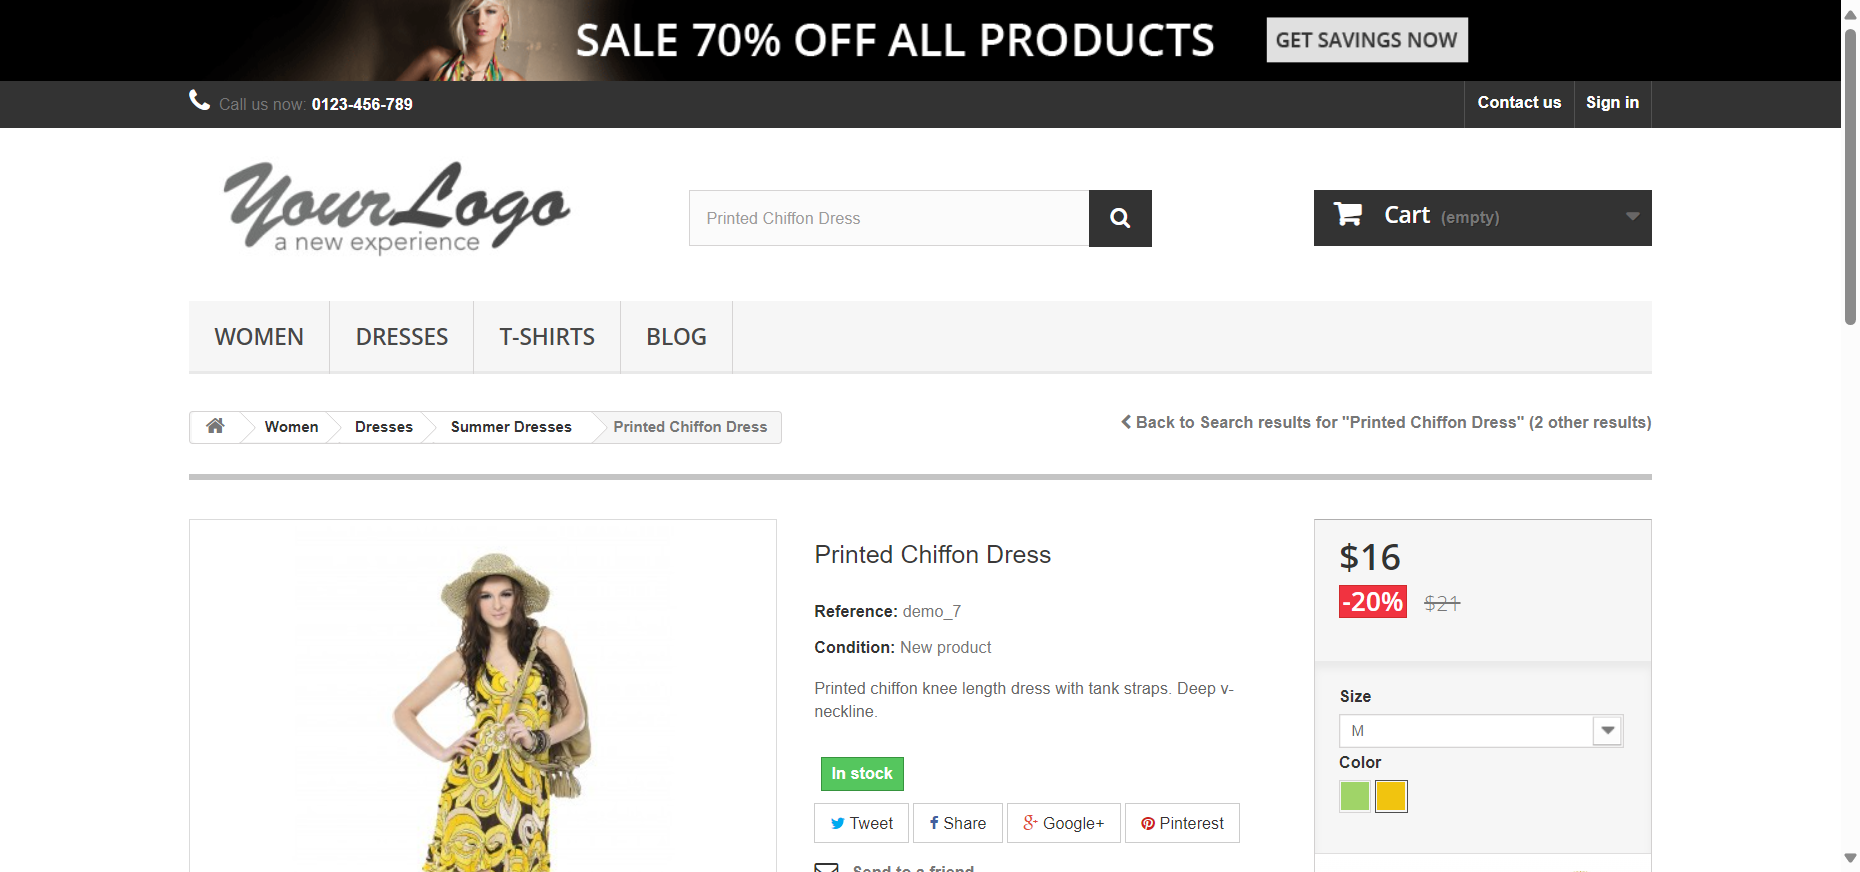 SALE 70% OFF ALL PRODUCTS
GET SAVINGS NOW
Call us now: 0123-456-789
Contact us
Sign in
YourLogo
a new experience
Printed Chiffon Dress
Cart (empty)
WOMEN
DRESSES
T-SHIRTS
BLOG
Women
Dresses
Summer Dresses
Printed Chiffon Dress
Back to Search results for "Printed Chiffon Dress" (2 other results)
Printed Chiffon Dress
Reference: demo_7
Condition: New product
Printed chiffon knee length dress with tank straps. Deep v-
neckline.
In stock
Tweet
Share
Google+
Pinterest
Send to a friend
$16
-20% $21
Size
M
Color